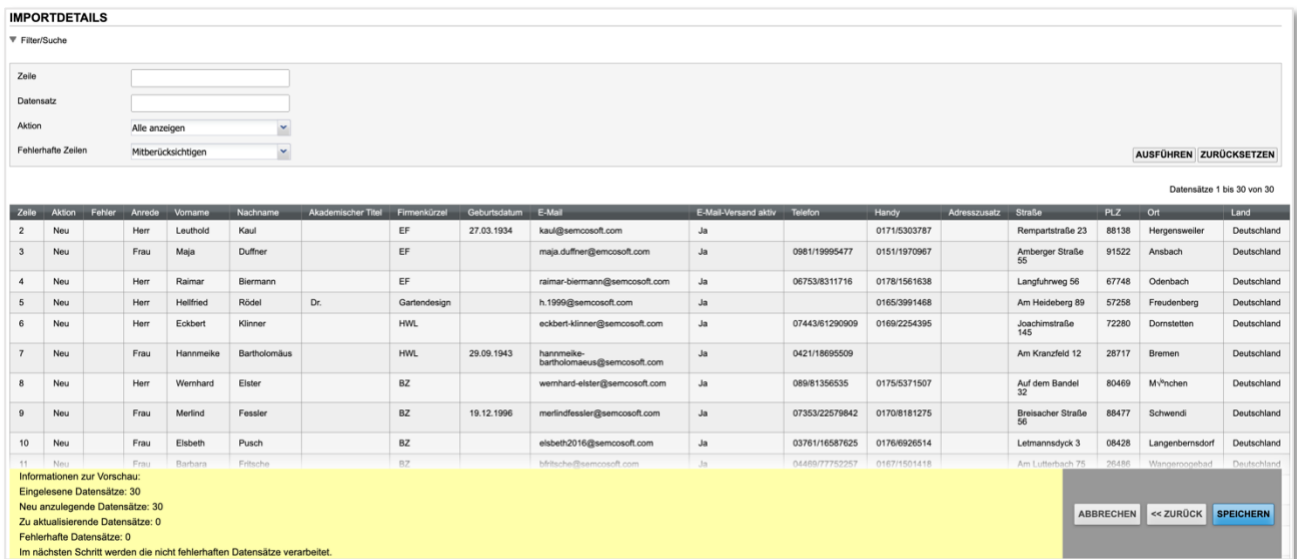 IMPORTDETAILS
Filter/Suche
Zeile
Datensatz
Aktion Alle anzeigen
Fehlerhafte Zeilen Mitberücksichtigen
AUSFÜHREN ZURÜCKSETZEN
Datensätze 1 bis 30 von 30
Zeile Aktion Fehler Anrede Vorname Nachname Akademischer Titel Firmenkürzel Geburtsdatum E-Mail E-Mail-Versand aktiv Telefon Handy Adresszusatz Straße PLZ Ort Land
2 Neu Herr Leuthold Kaul EF 27.03.1934 kaul@semcosoft.com Ja 0171/5303787 Rempartstraße 23 88138 Hergensweiler Deutschland
3 Neu Frau Maja Duffner EF maja.duffner@emcosoft.com Ja 0981/19995477 0151/1970967 Amberger Straße 91522 Ansbach Deutschland
55
4 Neu Herr Raimar Biermann EF raimar-biermann@semcosoft.com Ja 06753/8311716 0178/1561638 Langfuhrweg 56 67748 Odenbach Deutschland
5 Neu Herr Hellfried Rödel Dr. Gartendesign h.1999@semcosoft.com Ja 0165/3991468 Am Heideberg 89 57258 Freudenberg Deutschland
6 Neu Herr Eckbert Klinner HWL eckbert-klinner@semcosoft.com Ja 07443/61290909 0169/2254395 Joachimstraße 72280 Dornstetten Deutschland
145
7 Neu Frau Hannmeike Bartholomäus HWL 29.09.1943 hannmeike- Ja 0421/18695509 Am Kranzfeld 12 28717 Bremen Deutschland
bartholomaeus@semcosoft.com
8 Neu Herr Wernhard Elster BZ wernhard-elster@semcosoft.com Ja 089/81356535 0175/5371507 Auf dem Bandel 80469 M√ºnchen Deutschland
32
9 Neu Frau Merlind Fessler BZ 19.12.1996 merlindfessler@semcosoft.com Ja 07353/22579842 0170/8181275 Breisacher Straße 88477 Schwendi Deutschland
56
10 Neu Frau Elsbeth Pusch BZ elsbeth2016@semcosoft.com Ja 03761/16587625 0176/6926514 Letmannsdyck 3 08428 Langenbernsdorf Deutschland
11 Neu Frau Barbara Fritsche BZ bfritsche@semcosoft.com Ja 04469/77752257 0167/1501418 Am Lutterbach 75 26486 Wangeroogebad Deutschland
Informationen zur Vorschau:
Eingelesene Datensätze: 30
Neu anzulegende Datensätze: 30
Zu aktualisierende Datensätze: 0
Fehlerhafte Datensätze: 0
Im nächsten Schritt werden die nicht fehlerhaften Datensätze verarbeitet.
ABBRECHEN << ZURÜCK SPEICHERN